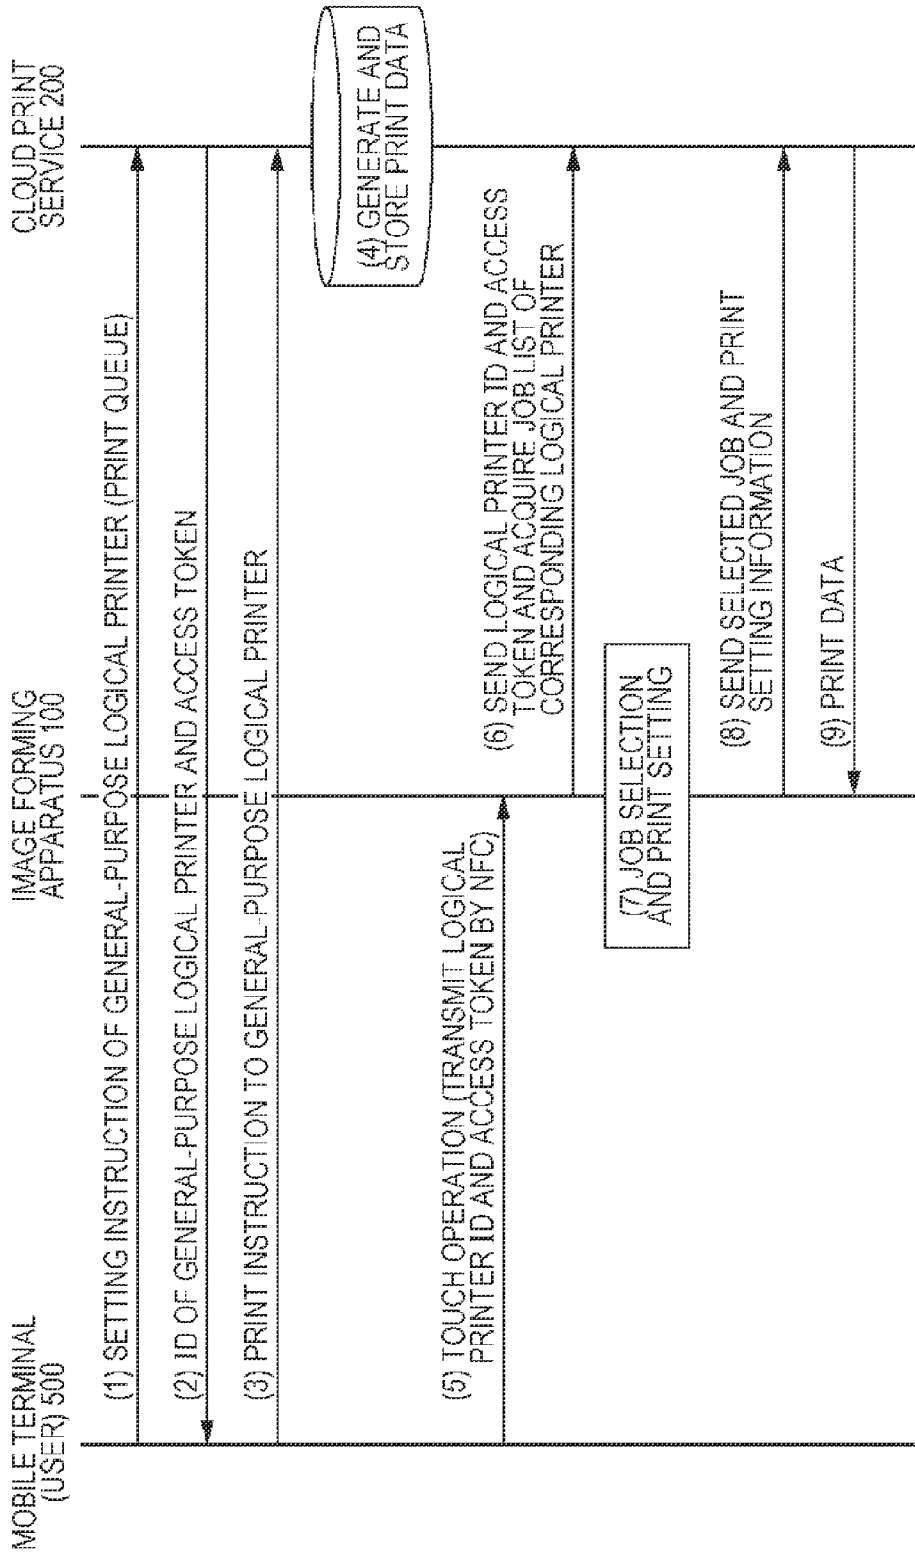 MOBILE TERMINAL
(USER) 500
IMAGE FORMING
APPARATUS 100
CLOUD PRINT
SERVICE 200
(1) SETTING INSTRUCTION OF GENERAL-PURPOSE LOGICAL PRINTER (PRINT QUEUE)
(2) ID OF GENERAL-PURPOSE LOGICAL PRINTER AND ACCESS TOKEN
(3) PRINT INSTRUCTION TO GENERAL-PURPOSE LOGICAL PRINTER
(4) GENERATE AND
STORE PRINT DATA
(5) TOUCH OPERATION (TRANSMIT LOGICAL
PRINTER ID AND ACCESS TOKEN BY NFC)
(6) SEND LOGICAL PRINTER ID AND ACCESS
TOKEN AND ACQUIRE JOB LIST OF
CORRESPONDING LOGICAL PRINTER
(7) JOB SELECTION
AND PRINT SETTING
(8) SEND SELECTED JOB AND PRINT
SETTING INFORMATION
(9) PRINT DATA